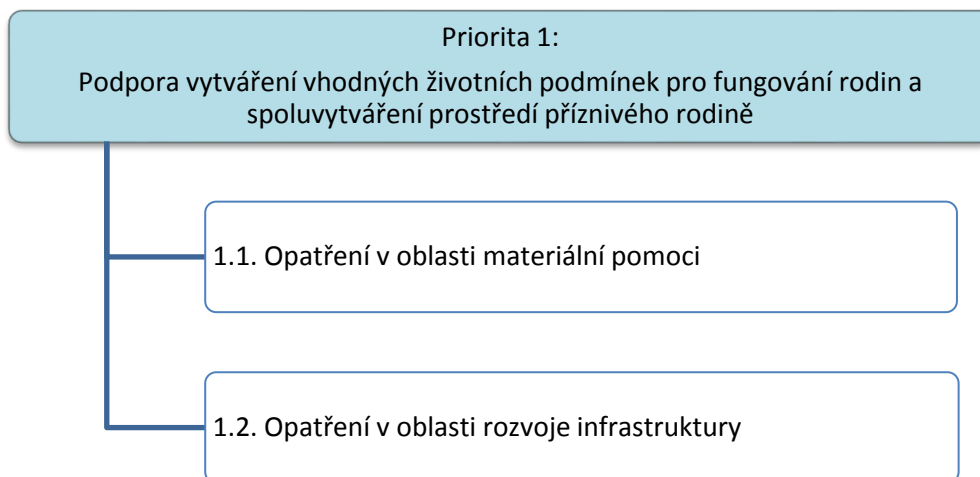 Priorita 1:
Podpora vytváření vhodných životních podmínek pro fungování rodin a
spoluvytváření prostředí příznivého rodině
1.1. Opatření v oblasti materiální pomoci
1.2. Opatření v oblasti rozvoje infrastruktury